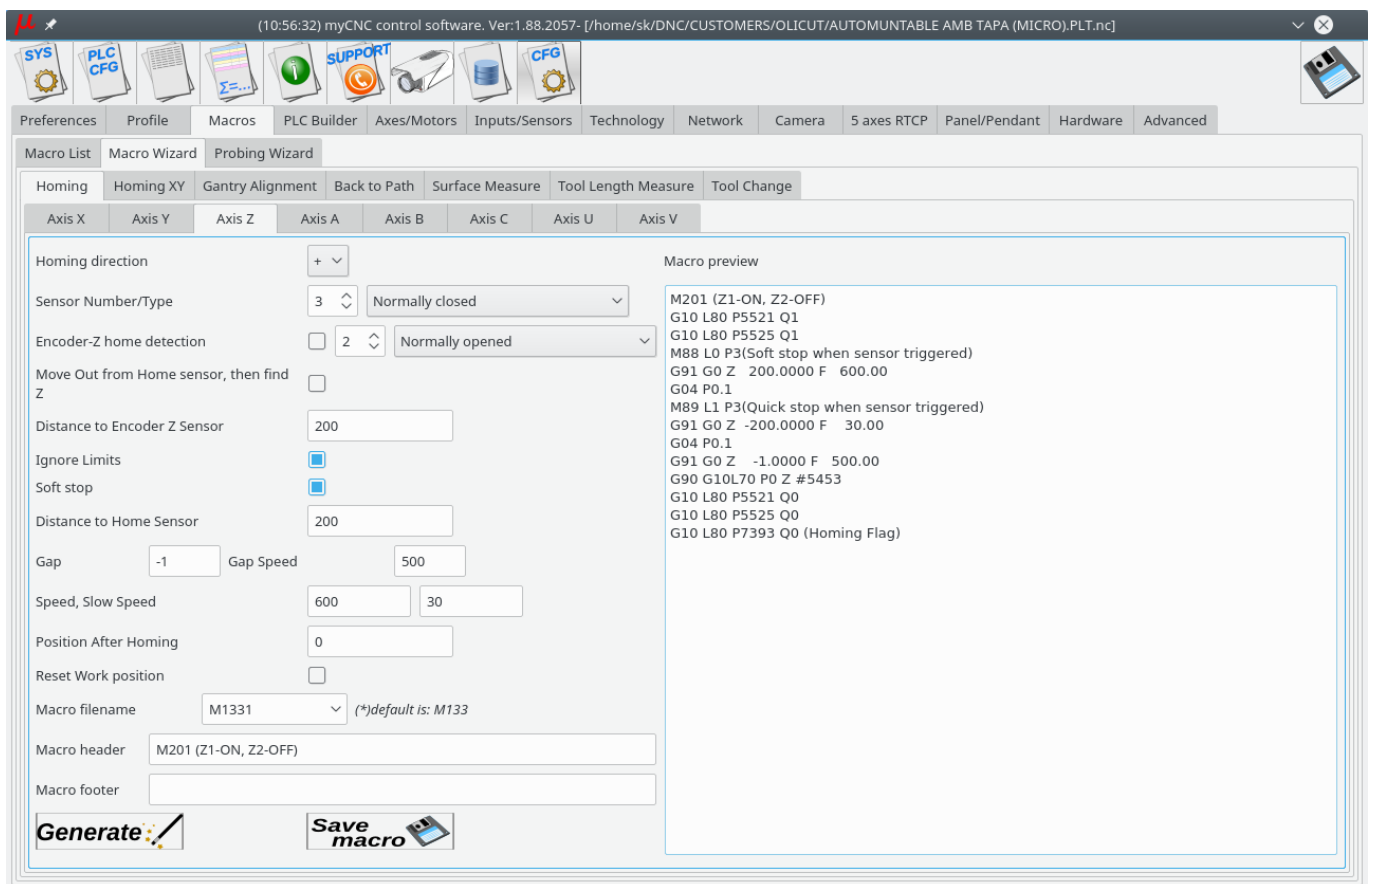 μ (10:56:32) myCNC control software. Ver:1.88.2057- [/home/sk/DNC/CUSTOMERS/OLICUT/AUTOMUNTABLE AMB TAPA (MICRO).PLT.nc]
SYS PLC CFG Σ=... i SUPPORT CFG
Preferences Profile Macros PLC Builder Axes/Motors Inputs/Sensors Technology Network Camera 5 axes RTCP Panel/Pendant Hardware Advanced
Macro List Macro Wizard Probing Wizard
Homing Homing XY Gantry Alignment Back to Path Surface Measure Tool Length Measure Tool Change
Axis X Axis Y Axis Z Axis A Axis B Axis C Axis U Axis V
Homing direction +
Sensor Number/Type 3 Normally closed
Encoder-Z home detection 2 Normally opened
Move Out from Home sensor, then find
Z
Distance to Encoder Z Sensor 200
Ignore Limits
Soft stop
Distance to Home Sensor 200
Gap -1 Gap Speed 500
Speed, Slow Speed 600 30
Position After Homing 0
Reset Work position
Macro filename M1331 (*)default is: M133
Macro header M201 (Z1-ON, Z2-OFF)
Macro footer
Generate Save
macro
Macro preview
M201 (Z1-ON, Z2-OFF)
G10 L80 P5521 Q1
G10 L80 P5525 Q1
M88 L0 P3(Soft stop when sensor triggered)
G91 G0 Z 200.0000 F 600.00
G04 P0.1
M89 L1 P3(Quick stop when sensor triggered)
G91 G0 Z -200.0000 F 30.00
G04 P0.1
G91 G0 Z -1.0000 F 500.00
G90 G10L70 P0 Z #5453
G10 L80 P5521 Q0
G10 L80 P5525 Q0
G10 L80 P7393 Q0 (Homing Flag)